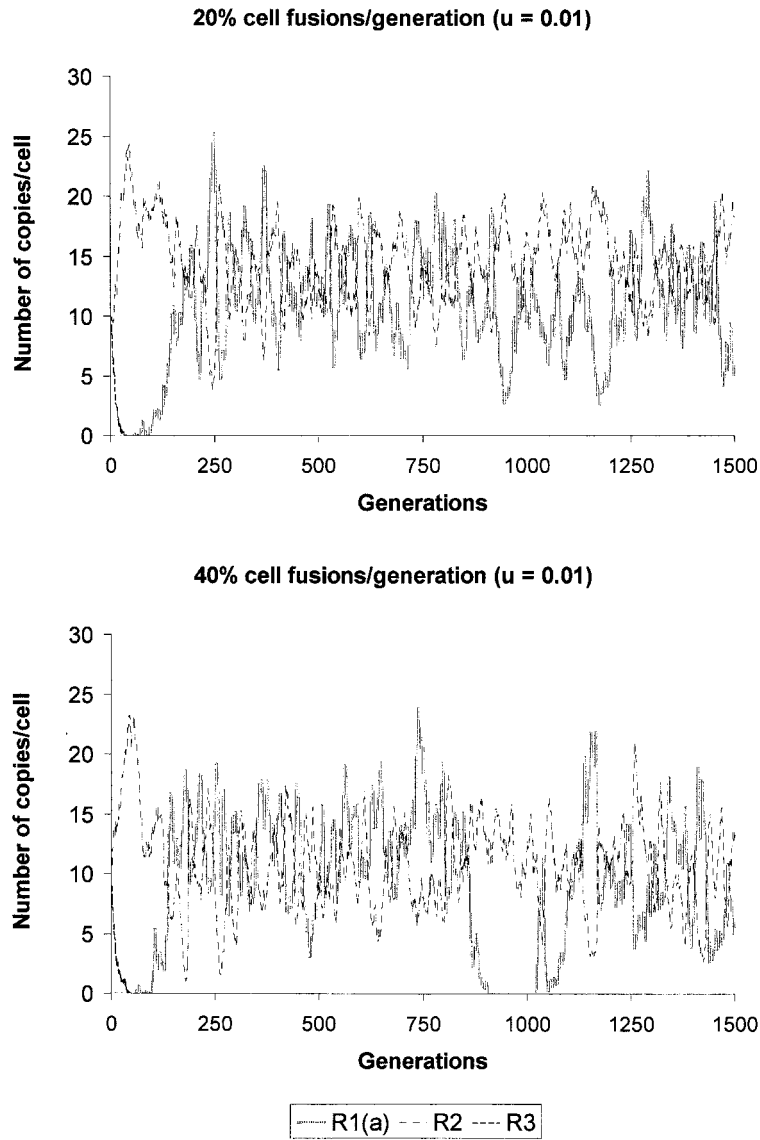 20% cell fusions/generation (u = 0.01)
Number of copies/cell
30
25
20
15
10
5
0
0 250 500 750 1000 1250 1500
Generations
40% cell fusions/generation (u = 0.01)
Number of copies/cell
30
25
20
15
10
5
0
0 250 500 750 1000 1250 1500
Generations
R1(a) R2 R3